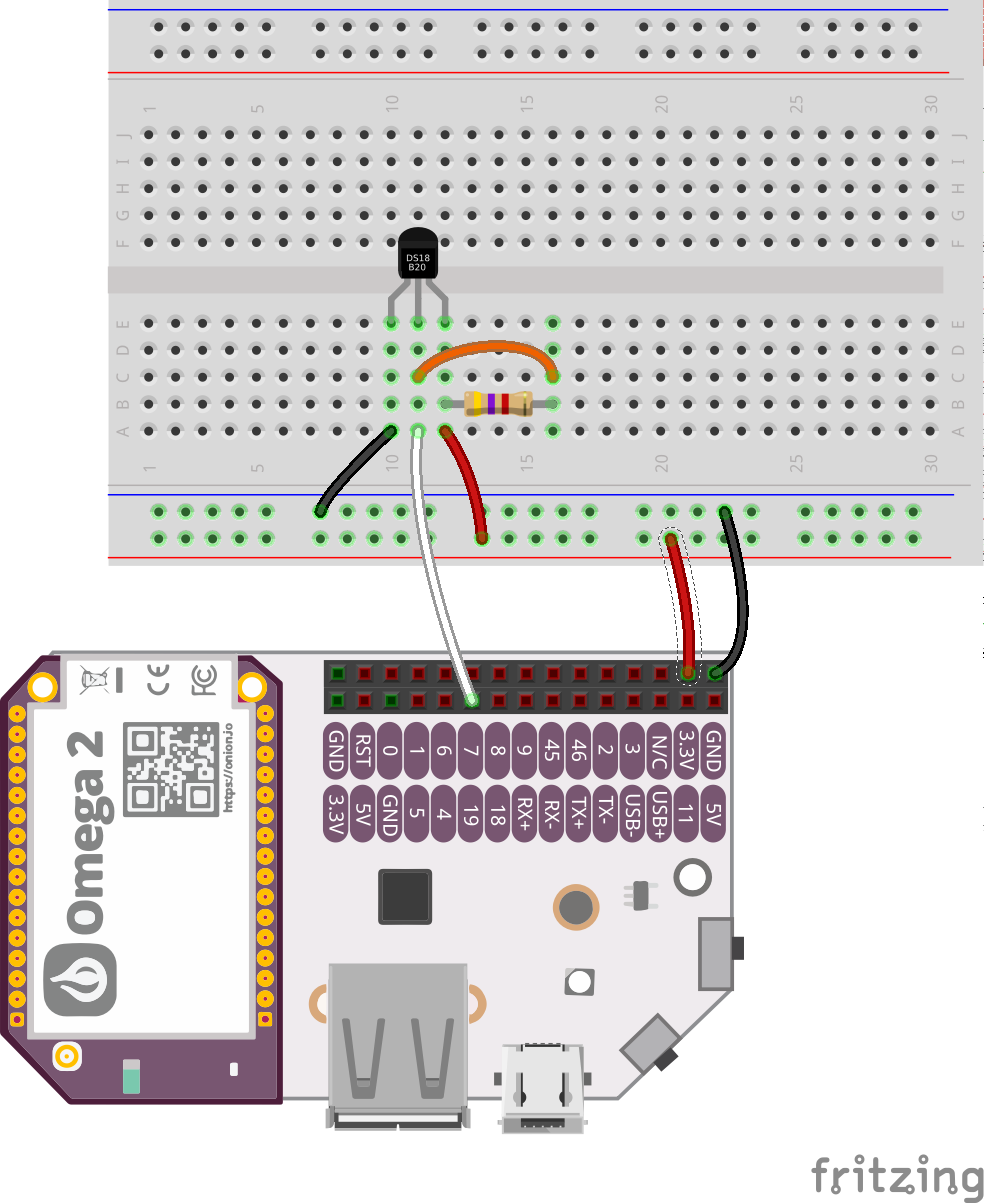 1 5 10 15 20 25 30
J J
I I
H H
G G
F F
DS18
B20
E E
D D
C C
B B
A A
1 5 10 15 20 25 30
CE
FC
Omega 2
https://onion.io
GND RST 0 1 6 7 8 9 45 46 2 3 N/C 3.3V GND
3.3V 5V GND 5 4 19 18 RX+ RX- TX+ TX- USB- USB+ 11 5V
fritzing